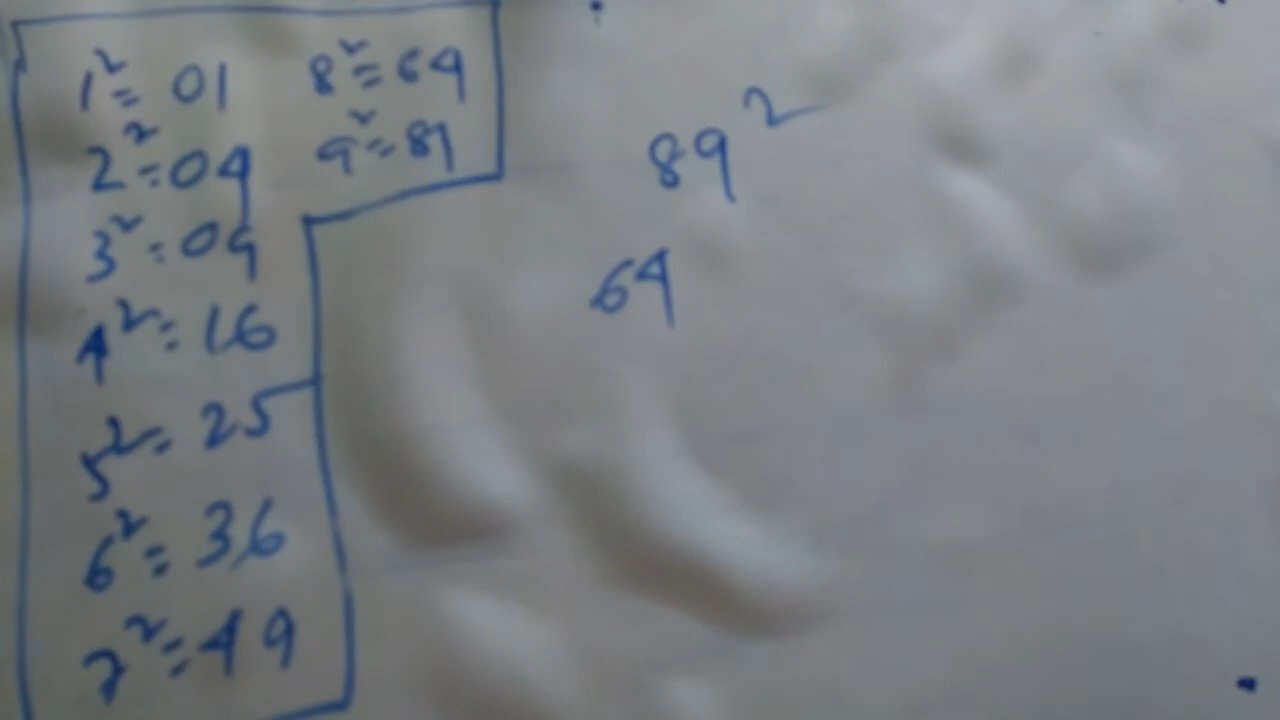 1² = 01
2² = 04
3² = 09
4² = 16
5² = 25
6² = 36
7² = 49
8² = 64
9² = 81
89²
64